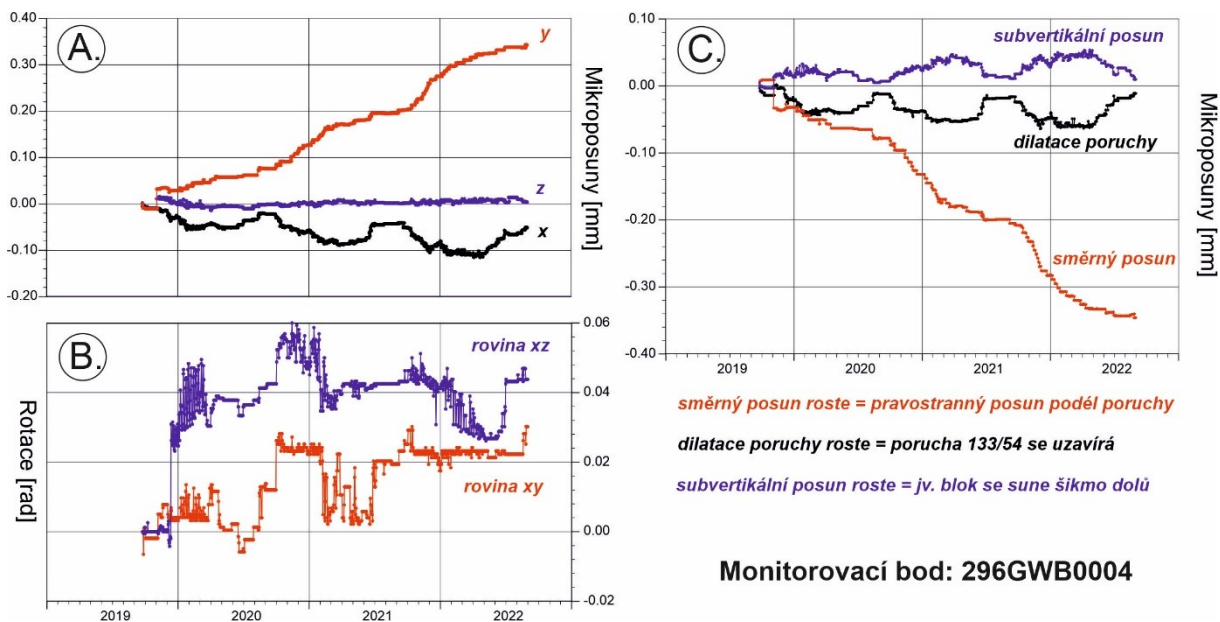 A.
0.40
0.30
0.20
0.10
0.00
-0.10
-0.20
y
z
x
Mikroposuny [mm]
B.
rovina xz
rovina xy
Rotace [rad]
0.06
0.04
0.02
0.00
-0.02
2019 2020 2021 2022
C.
0.10
0.00
-0.10
-0.20
-0.30
-0.40
subvertikální posun
dilatace poruchy
směrný posun
Mikroposuny [mm]
2019 2020 2021 2022
směrný posun roste = pravostranný posun podél poruchy
dilatace poruchy roste = porucha 133/54 se uzavírá
subvertikální posun roste = jv. blok se sune šikmo dolů
Monitorovací bod: 296GWB0004